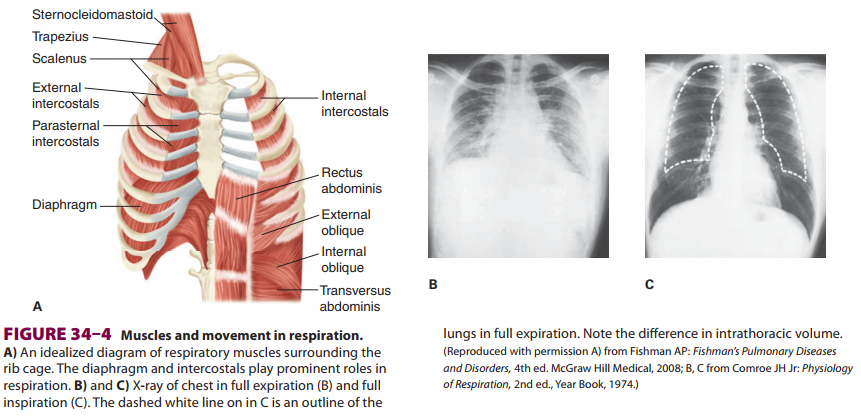 Sternocleidomastoid
Trapezius
Scalenus
External
intercostals
Parasternal
intercostals
Diaphragm
Internal
intercostals
Rectus
abdominis
External
oblique
Internal
oblique
Transversus
abdominis
A
B
C
FIGURE 34–4 Muscles and movement in respiration.
A) An idealized diagram of respiratory muscles surrounding the
rib cage. The diaphragm and intercostals play prominent roles in
respiration. B) and C) X-ray of chest in full expiration (B) and full
inspiration (C). The dashed white line on in C is an outline of the
lungs in full expiration. Note the difference in intrathoracic volume.
(Reproduced with permission A) from Fishman AP: Fishman's Pulmonary Diseases
and Disorders, 4th ed. McGraw Hill Medical, 2008; B, C from Comroe JH Jr: Physiology
of Respiration, 2nd ed., Year Book, 1974.)